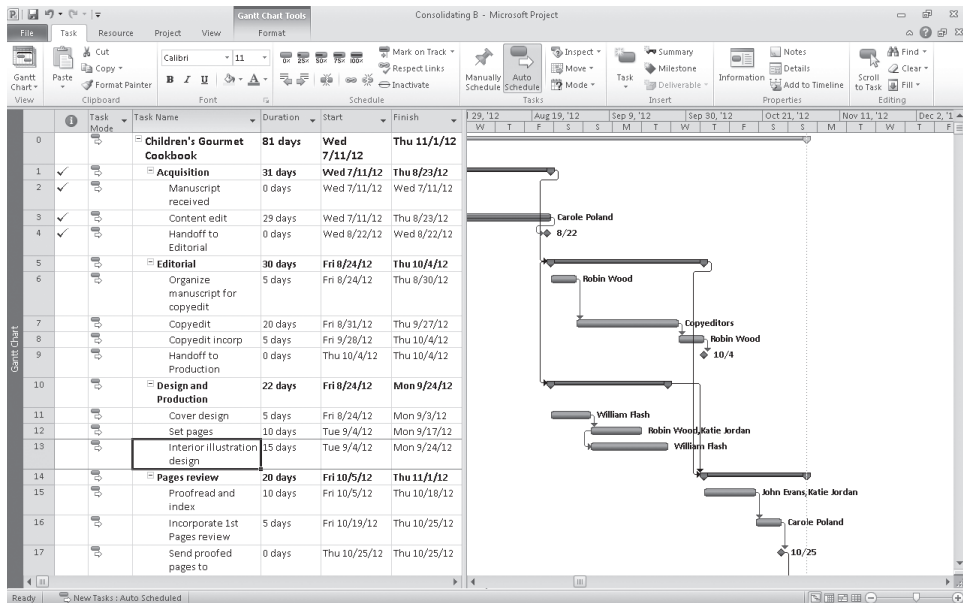 Gantt Chart Tools
Consolidating B - Microsoft Project
File Task Resource Project View Format
Gantt Chart
View
Paste
Cut
Copy
Format Painter
Clipboard
Calibri 11
B I U A
Font
0% 25% 50% 75% 100%
Mark on Track
Respect Links
Inactivate
Schedule
Manually Schedule
Auto Schedule
Inspect
Move
Mode
Tasks
Task
Summary
Milestone
Deliverable
Insert
Information
Notes
Details
Add to Timeline
Properties
Scroll to Task
Find
Clear
Fill
Editing
Task Mode Task Name Duration Start Finish
29, '12 Aug 19, '12 Sep 9, '12 Sep 30, '12 Oct 21, '12 Nov 11, '12 Dec 2, '1
W T F S S M T W T F S S M T W T F
0 Children's Gourmet Cookbook 81 days Wed 7/11/12 Thu 11/1/12
1 Acquisition 31 days Wed 7/11/12 Thu 8/23/12
2 Manuscript received 0 days Wed 7/11/12 Wed 7/11/12
3 Content edit 29 days Wed 7/11/12 Thu 8/23/12 Carole Poland
4 Handoff to Editorial 0 days Wed 8/22/12 Wed 8/22/12 8/22
5 Editorial 30 days Fri 8/24/12 Thu 10/4/12
6 Organize manuscript for copyedit 5 days Fri 8/24/12 Thu 8/30/12 Robin Wood
7 Copyedit 20 days Fri 8/31/12 Thu 9/27/12 Copyeditors
8 Copyedit incorp 5 days Fri 9/28/12 Thu 10/4/12 Robin Wood
9 Handoff to Production 0 days Thu 10/4/12 Thu 10/4/12 10/4
10 Design and Production 22 days Fri 8/24/12 Mon 9/24/12
11 Cover design 5 days Fri 8/24/12 Mon 9/3/12 William Flash
12 Set pages 10 days Tue 9/4/12 Mon 9/17/12 Robin Wood,Katie Jordan
13 Interior illustration design 15 days Tue 9/4/12 Mon 9/24/12 William Flash
14 Pages review 20 days Fri 10/5/12 Thu 11/1/12
15 Proofread and index 10 days Fri 10/5/12 Thu 10/18/12 John Evans,Katie Jordan
16 Incorporate 1st Pages review 5 days Fri 10/19/12 Thu 10/25/12 Carole Poland
17 Send proofed pages to 0 days Thu 10/25/12 Thu 10/25/12 10/25
Gantt Chart
Ready New Tasks : Auto Scheduled